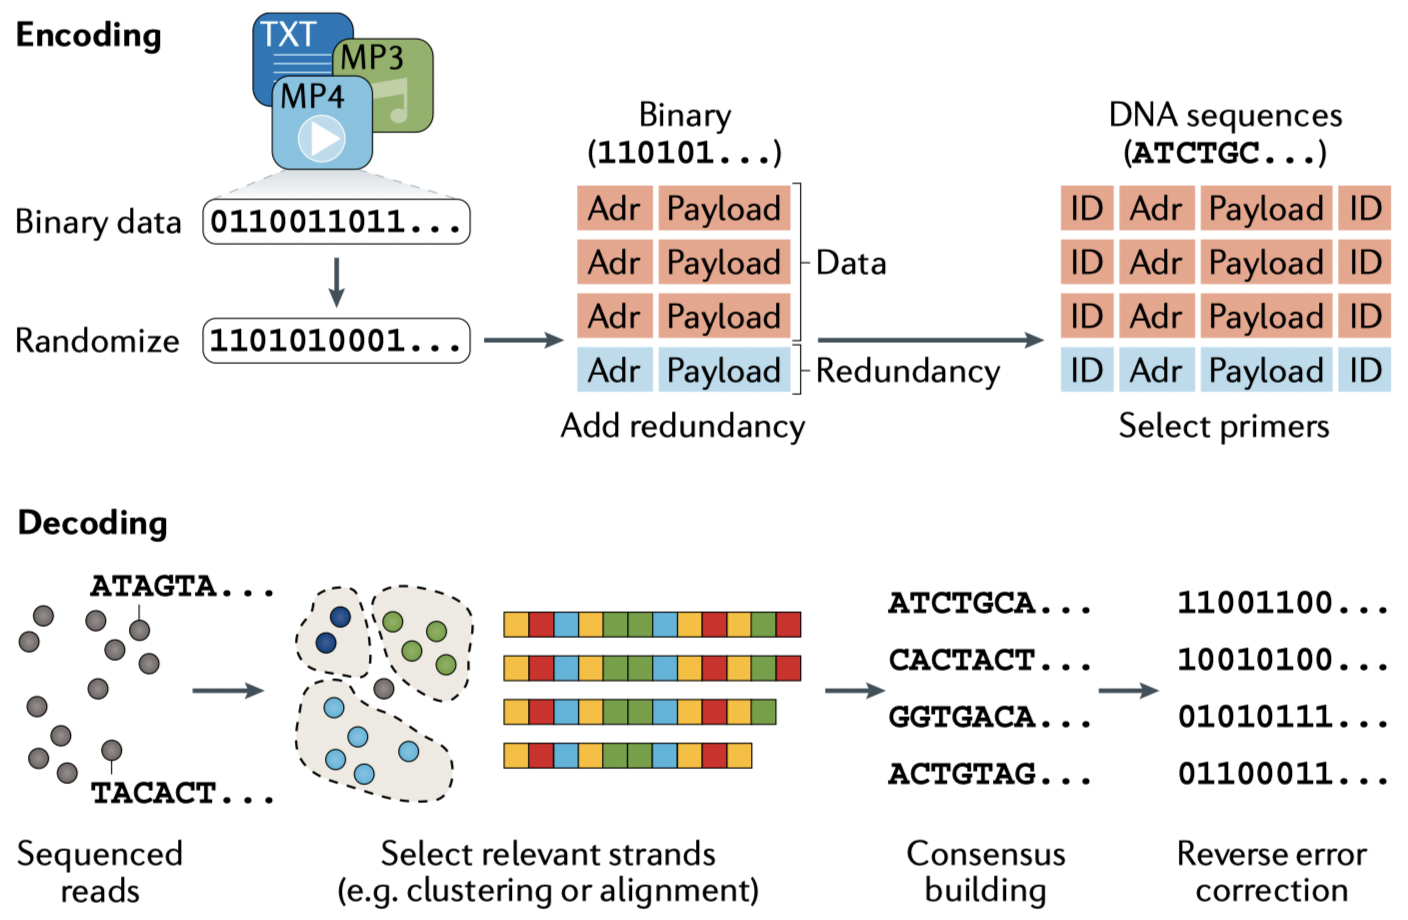 Encoding
TXT
MP3
MP4
Binary data
0110011011...
Randomize
1101010001...
Binary
(110101...)
Adr Payload
Adr Payload
Adr Payload
Adr Payload
Data
Redundancy
Add redundancy
DNA sequences
(ATCTGC...)
ID Adr Payload ID
ID Adr Payload ID
ID Adr Payload ID
ID Adr Payload ID
Select primers
Decoding
ATAGTA...
TACACT...
Sequenced
reads
Select relevant strands
(e.g. clustering or alignment)
ATCTGCA...
CACTACT...
GGTGACA...
ACTGTAG...
Consensus
building
11001100...
10010100...
01010111...
01100011...
Reverse error
correction